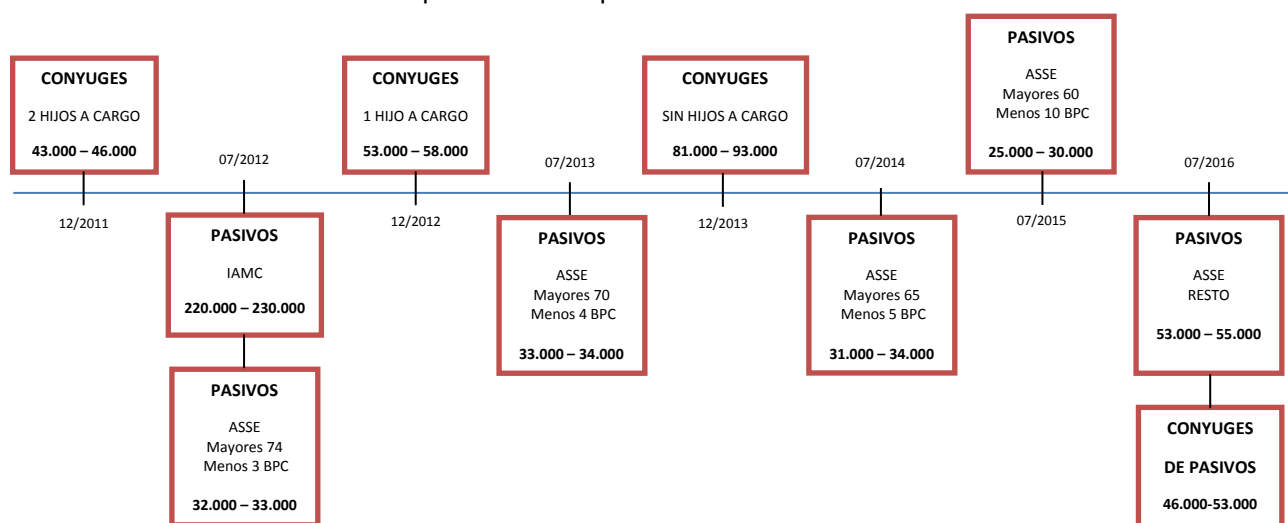 CONYUGES
2 HIJOS A CARGO
43.000 – 46.000
12/2011
07/2012
PASIVOS
IAMC
220.000 – 230.000
PASIVOS
ASSE
Mayores 74
Menos 3 BPC
32.000 – 33.000
CONYUGES
1 HIJO A CARGO
53.000 – 58.000
12/2012
07/2013
PASIVOS
ASSE
Mayores 70
Menos 4 BPC
33.000 – 34.000
CONYUGES
SIN HIJOS A CARGO
81.000 – 93.000
12/2013
07/2014
PASIVOS
ASSE
Mayores 65
Menos 5 BPC
31.000 – 34.000
PASIVOS
ASSE
Mayores 60
Menos 10 BPC
25.000 – 30.000
07/2015
07/2016
PASIVOS
ASSE
RESTO
53.000 – 55.000
CONYUGES
DE PASIVOS
46.000-53.000